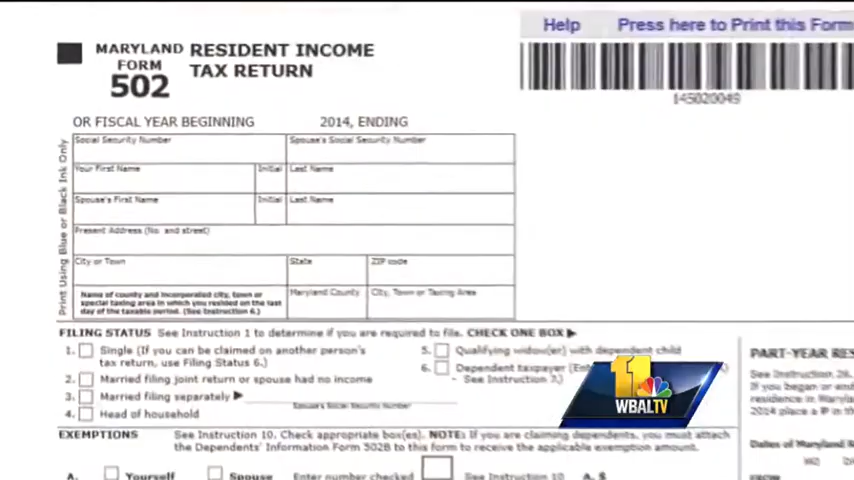 Help Press here to Print this Form
MARYLAND
FORM
502
RESIDENT INCOME
TAX RETURN
145020049
OR FISCAL YEAR BEGINNING 2014, ENDING
Print Using Blue or Black Ink Only
Social Security Number Spouse's Social Security Number
Your First Name Initial Last Name
Spouse's First Name Initial Last Name
Present Address (No. and street)
City or Town State ZIP code
Name of county and incorporated city, town or
special taxing area in which you resided on the last
day of the taxable period. (See Instruction 6.)
Maryland County City, Town or Taxing Area
FILING STATUS See Instruction 1 to determine if you are required to file. CHECK ONE BOX ▶
1. Single (If you can be claimed on another person's
tax return, use Filing Status 6.)
2. Married filing joint return or spouse had no income
3. Married filing separately ▶
Spouse's Social Security Number
4. Head of household
5. Qualifying widow(er) with dependent child
6. Dependent taxpayer
- See Instruction 7.)
PART-YEAR
See Instruction 26.
If you began or
residence in
2014 place a P in
Dates of Maryland
MO
FROM
11
WBALTV
EXEMPTIONS See Instruction 10. Check appropriate box(es). NOTE: If you are claiming dependents, you must attach
the Dependents' Information Form 502B to this form to receive the applicable exemption amount.
A. Yourself Spouse Enter number checked See Instruction 10 A. $